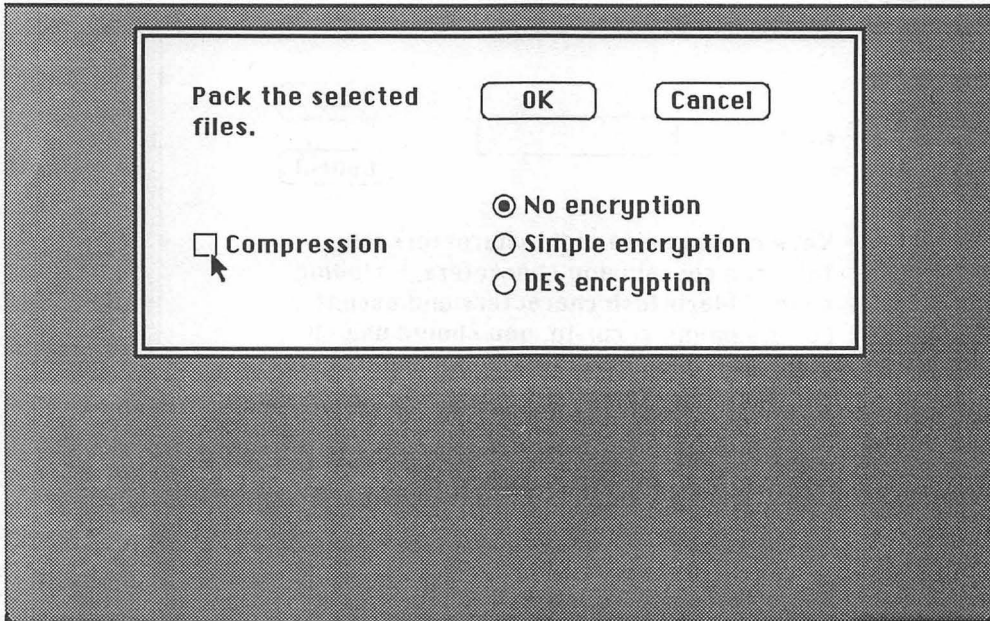 Pack the selected
files.
OK
Cancel
No encryption
Compression
Simple encryption
DES encryption